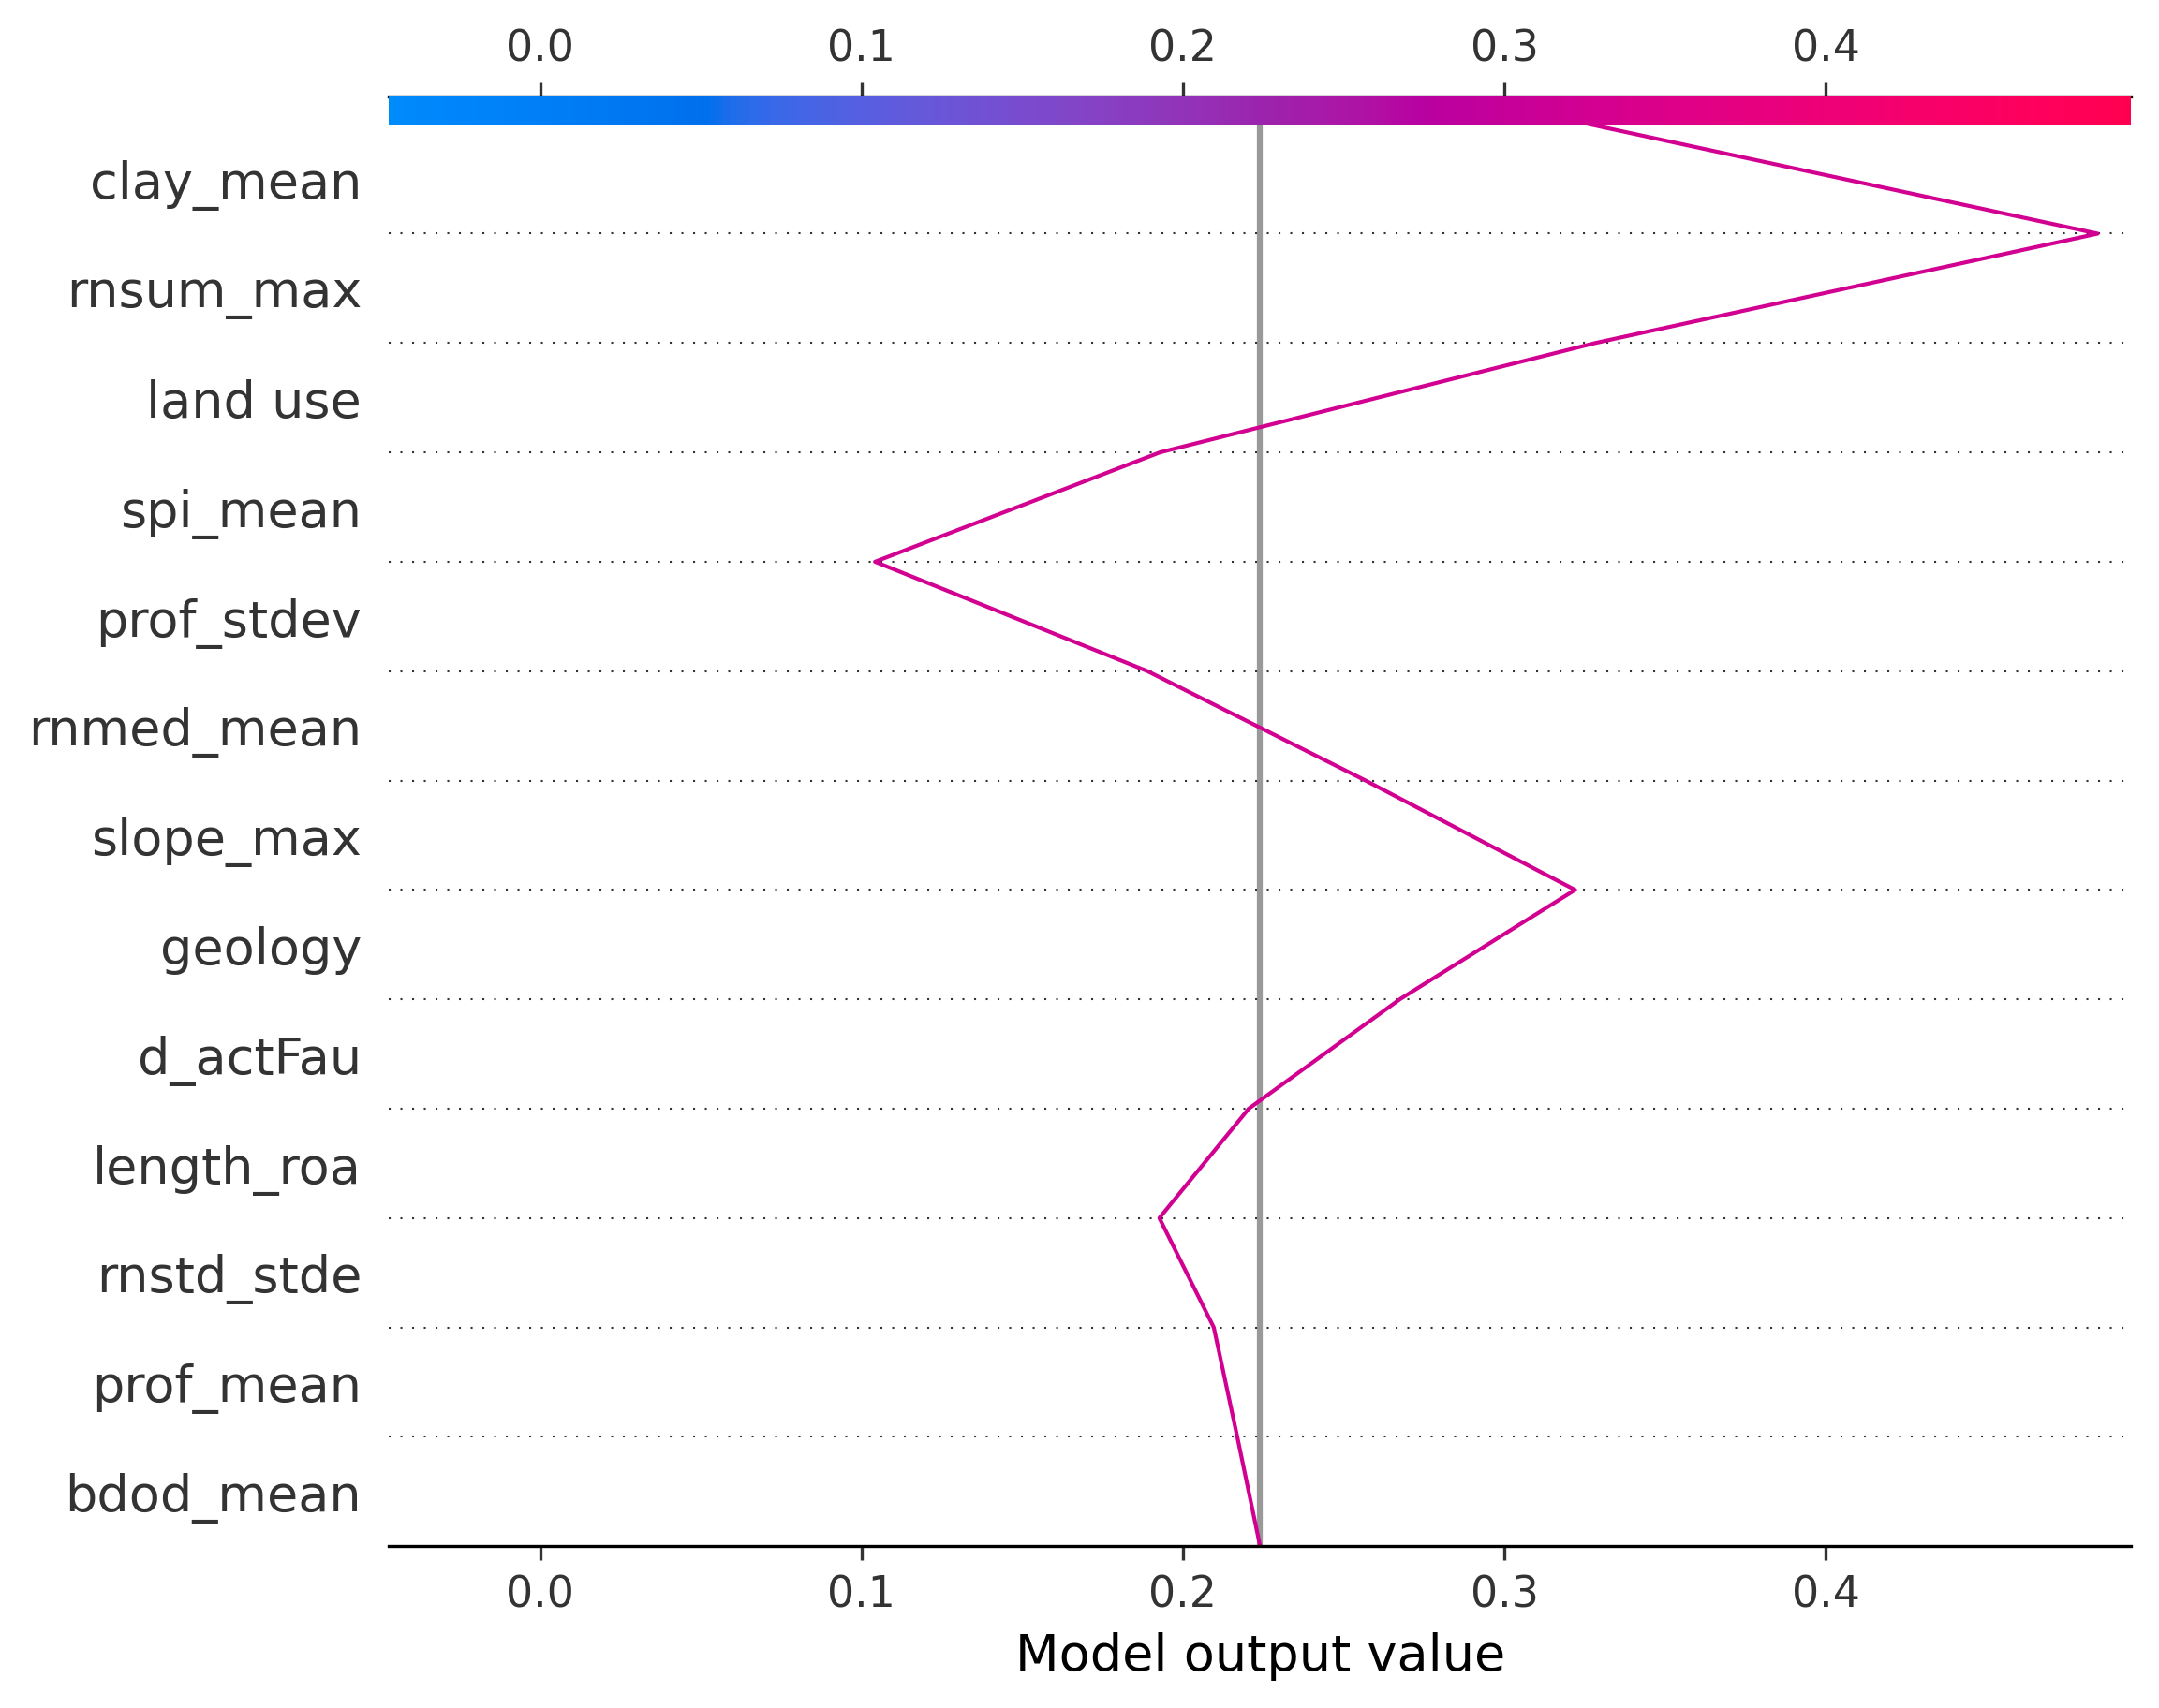 0.0 0.1 0.2 0.3 0.4
clay_mean
rnsum_max
land use
spi_mean
prof_stdev
rnmed_mean
slope_max
geology
d_actFau
length_roa
rnstd_stde
prof_mean
bdod_mean
0.0 0.1 0.2 0.3 0.4
Model output value